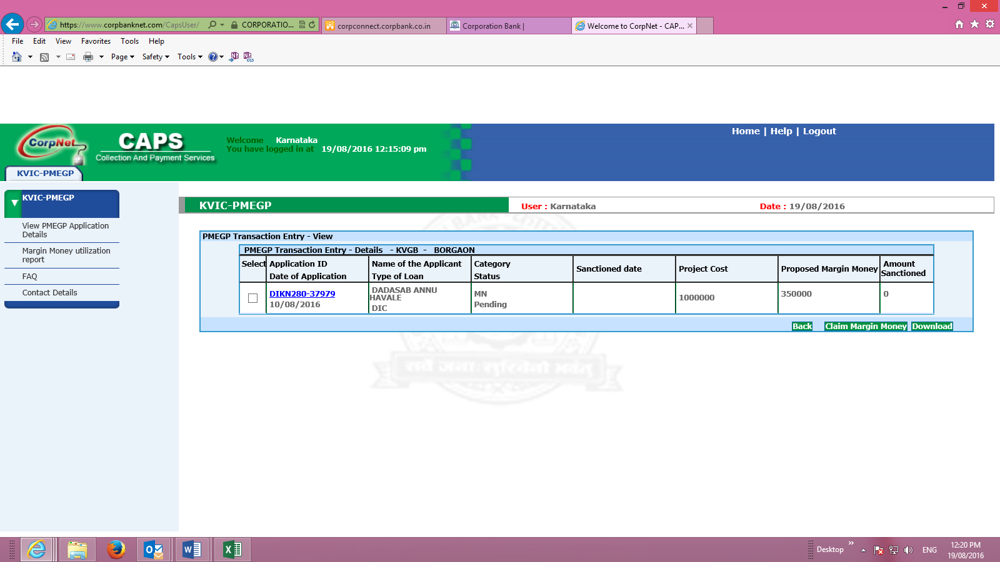 https://www.corpbanknet.com/CapsUser/
CORPORATIO...
corpconnect.corpbank.co.in
Corporation Bank |
Welcome to CorpNet - CAP...
File Edit View Favorites Tools Help
Page Safety Tools
CorpNet
CAPS
Collection And Payment Services
Welcome Karnataka
You have logged in at 19/08/2016 12:15:09 pm
Home | Help | Logout
KVIC-PMEGP
KVIC-PMEGP
View PMEGP Application
Details
Margin Money utilization
report
FAQ
Contact Details
KVIC-PMEGP
User : Karnataka
Date : 19/08/2016
PMEGP Transaction Entry - View
PMEGP Transaction Entry - Details - KVGB - BORGAON
Select
Application ID
Date of Application
Name of the Applicant
Type of Loan
Category
Status
Sanctioned date
Project Cost
Proposed Margin Money
Amount
Sanctioned
DIKN280-37979
10/08/2016
DADASAB ANNU
HAVALE
DIC
MN
Pending
1000000
350000
0
Back Claim Margin Money Download
Desktop
ENG
12:20 PM
19/08/2016